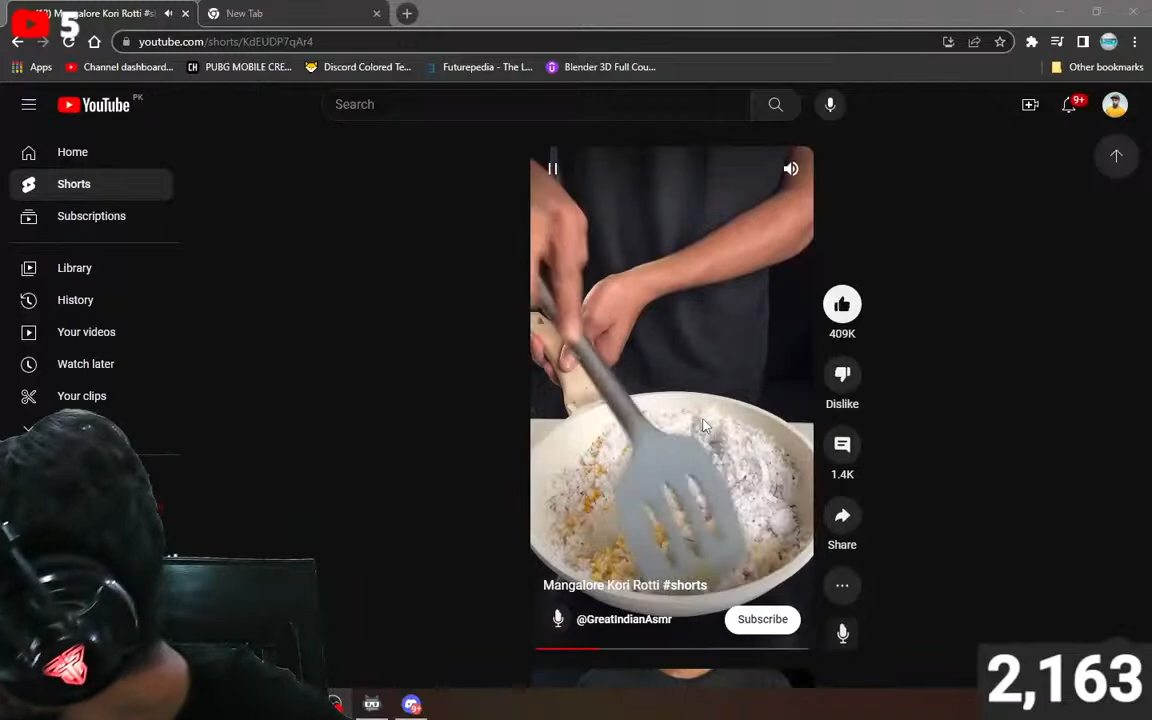 5
Mangalore Kori Rotti #s
New Tab
youtube.com/shorts/KdEUDP7qAr4
Apps
Channel dashboard...
PUBG MOBILE CRE...
Discord Colored Te...
Futurepedia - The L...
Blender 3D Full Cou...
Other bookmarks
YouTube PK
Search
9+
Home
Shorts
Subscriptions
Library
History
Your videos
Watch later
Your clips
409K
Dislike
1.4K
Share
Mangalore Kori Rotti #shorts
@GreatIndianAsmr
Subscribe
9+
2,163